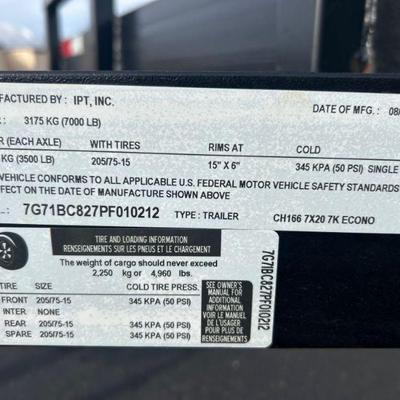 FACTURED BY : IPT, INC.
DATE OF MFG. : 08/
: 3175 KG (7000 LB)
R (EACH AXLE) WITH TIRES RIMS AT COLD
KG (3500 LB) 205/75-15 15" X 6" 345 KPA (50 PSI) SINGLE
VEHICLE CONFORMS TO ALL APPLICABLE U.S. FEDERAL MOTOR VEHICLE SAFETY STANDARDS
EFFECT ON THE DATE OF MANUFACTURE SHOWN ABOVE
7G71BC827PF010212 TYPE : TRAILER CH166 7X20 7K ECONO
TIRE AND LOADING INFORMATION
RENSEIGNEMENTS SUR LES PNEUS ET LE CHARGEMENT
The weight of cargo should never exceed
2,250 kg or 4,960 lbs.
TIRE SIZE COLD TIRE PRESS.
FRONT 205/75-15 345 KPA (50 PSI)
INTER NONE
REAR 205/75-15 345 KPA (50 PSI)
SPARE 205/75-15 345 KPA (50 PSI)
SEE OWNER'S
MANUAL FOR
ADDITIONAL
INFORMATION
VOIR LE MANUEL
DE L'USAGER
POUR PLUS DE
RENSEIGNEMENTS
7G71BC827PF010212